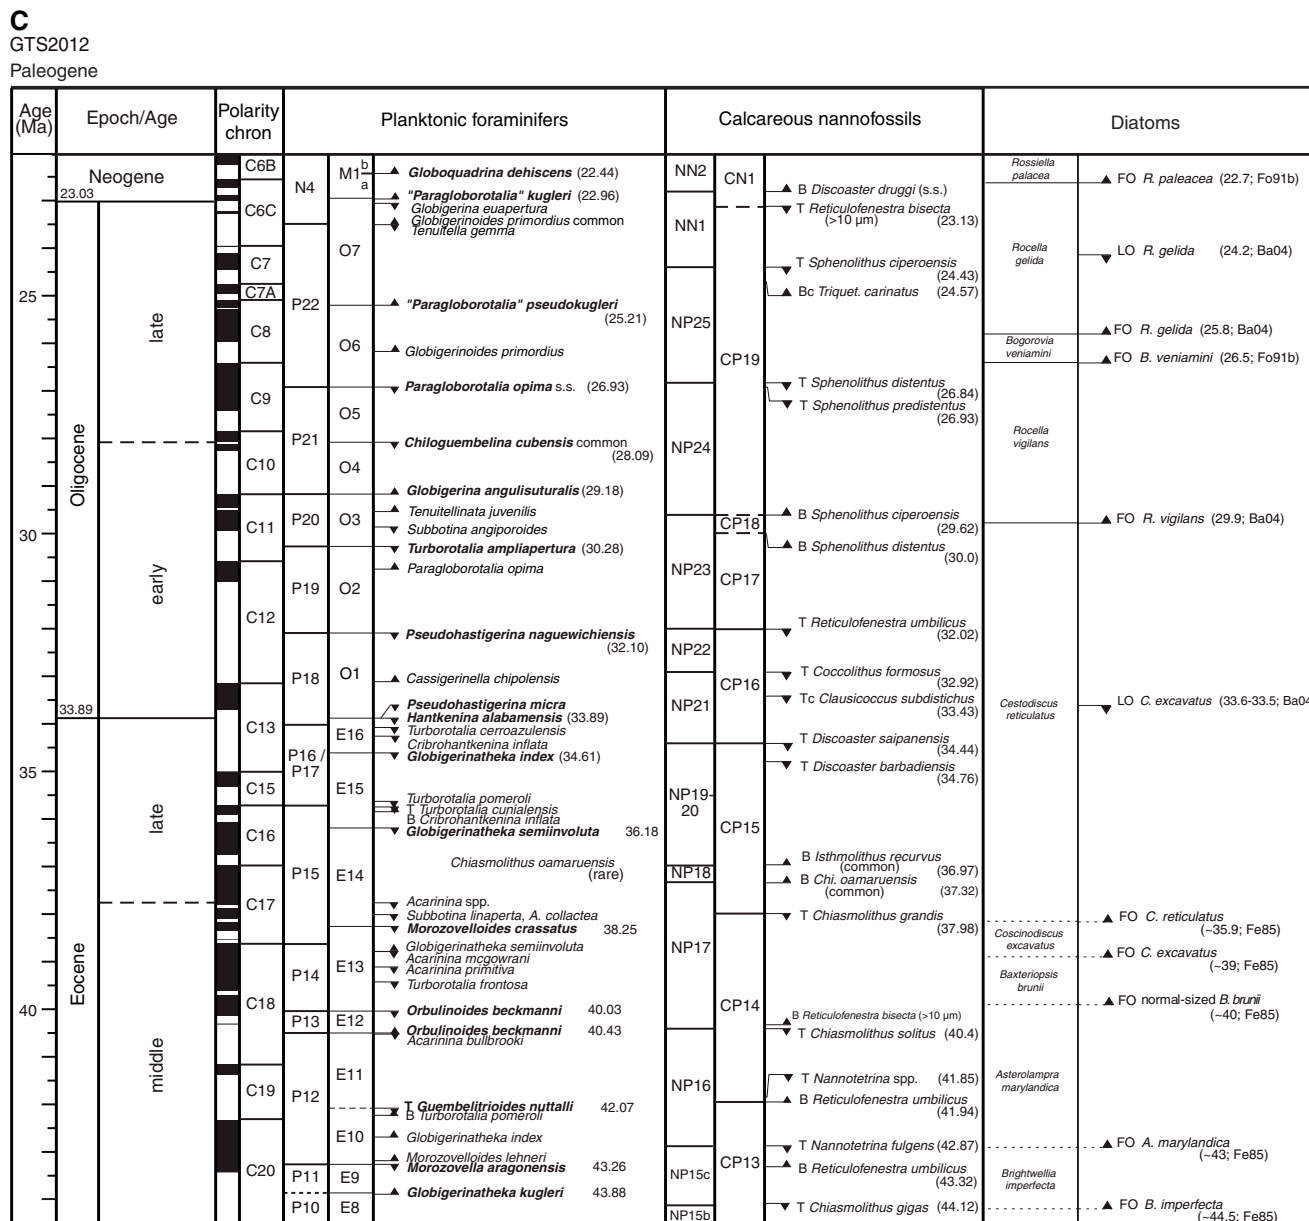 C
GTS2012
Paleogene
Age
(Ma)
Epoch/Age
Polarity
chron
Planktonic foraminifers
Calcareous nannofossils
Diatoms
Neogene
23.03
Oligocene
late
early
33.89
Eocene
late
middle
25
30
35
40
C6B
C6C
C7
C7A
C8
C9
C10
C11
C12
C13
C15
C16
C17
C18
C19
C20
N4
P22
P21
P20
P19
P18
P16 /
P17
P15
P14
P13
P12
P11
P10
M1
b
a
O7
O6
O5
O4
O3
O2
O1
E16
E15
E14
E13
E12
E11
E10
E9
E8
Globoquadrina dehiscens (22.44)
"Paragloborotalia" kugleri (22.96)
Globigerina euapertura
Globigerinoides primordius common
Tenuitella gemma
"Paragloborotalia" pseudokugleri
(25.21)
Globigerinoides primordius
Paragloborotalia opima s.s. (26.93)
Chiloguembelina cubensis common
(28.09)
Globigerina angulisuturalis (29.18)
Tenuitellinata juvenilis
Subbotina angiporoides
Turborotalia ampliapertura (30.28)
Paragloborotalia opima
Pseudohastigerina naguewichiensis
(32.10)
Cassigerinella chipolensis
Pseudohastigerina micra
Hantkenina alabamensis (33.89)
Turborotalia cerroazulensis
Cribrohantkenina inflata
Globigerinatheka index (34.61)
Turborotalia pomeroli
T Turborotalia cunialensis
B Cribrohantkenina inflata
Globigerinatheka semiinvoluta 36.18
Chiasmolithus oamaruensis
(rare)
Acarinina spp.
Subbotina linaperta, A. collactea
Morozovelloides crassatus 38.25
Globigerinatheka semiinvoluta
Acarinina mcgowrani
Acarinina primitiva
Turborotalia frontosa
Orbulinoides beckmanni 40.03
Orbulinoides beckmanni 40.43
Acarinina bullbrooki
T Guembelitrioides nuttalli 42.07
B Turborotalia pomeroli
Globigerinatheka index
Morozovelloides lehneri
Morozovella aragonensis 43.26
Globigerinatheka kugleri 43.88
NN2
NN1
NP25
NP24
NP23
NP22
NP21
NP19-
20
NP18
NP17
NP16
NP15c
NP15b
CN1
CP19
CP18
CP17
CP16
CP15
CP14
CP13
B Discoaster druggi (s.s.)
T Reticulofenestra bisecta
(>10 µm) (23.13)
T Sphenolithus ciperoensis
(24.43)
Bc Triquet. carinatus (24.57)
T Sphenolithus distentus
(26.84)
T Sphenolithus predistentus
(26.93)
B Sphenolithus ciperoensis
(29.62)
B Sphenolithus distentus
(30.0)
T Reticulofenestra umbilicus
(32.02)
T Coccolithus formosus
(32.92)
Tc Clausicoccus subdistichus
(33.43)
T Discoaster saipanensis
(34.44)
T Discoaster barbadiensis
(34.76)
B Isthmolithus recurvus
(common) (36.97)
B Chi. oamaruensis
(common) (37.32)
T Chiasmolithus grandis
(37.98)
B Reticulofenestra bisecta (>10 µm)
T Chiasmolithus solitus (40.4)
T Nannotetrina spp. (41.85)
B Reticulofenestra umbilicus
(41.94)
T Nannotetrina fulgens (42.87)
B Reticulofenestra umbilicus
(43.32)
T Chiasmolithus gigas (44.12)
Rossiella
palacea
Rocella
gelida
Bogorovia
veniamini
Rocella
vigilans
Cestodiscus
reticulatus
Coscinodiscus
excavatus
Baxteriopsis
brunii
Asterolampra
marylandica
Brightwellia
imperfecta
FO R. paleacea (22.7; Fo91b)
LO R. gelida (24.2; Ba04)
FO R. gelida (25.8; Ba04)
FO B. veniamini (26.5; Fo91b)
FO R. vigilans (29.9; Ba04)
LO C. excavatus (33.6-33.5; Ba04
FO C. reticulatus
(~35.9; Fe85)
FO C. excavatus
(~39; Fe85)
FO normal-sized B. brunii
(~40; Fe85)
FO A. marylandica
(~43; Fe85)
FO B. imperfecta
(~44.5; Fe85)